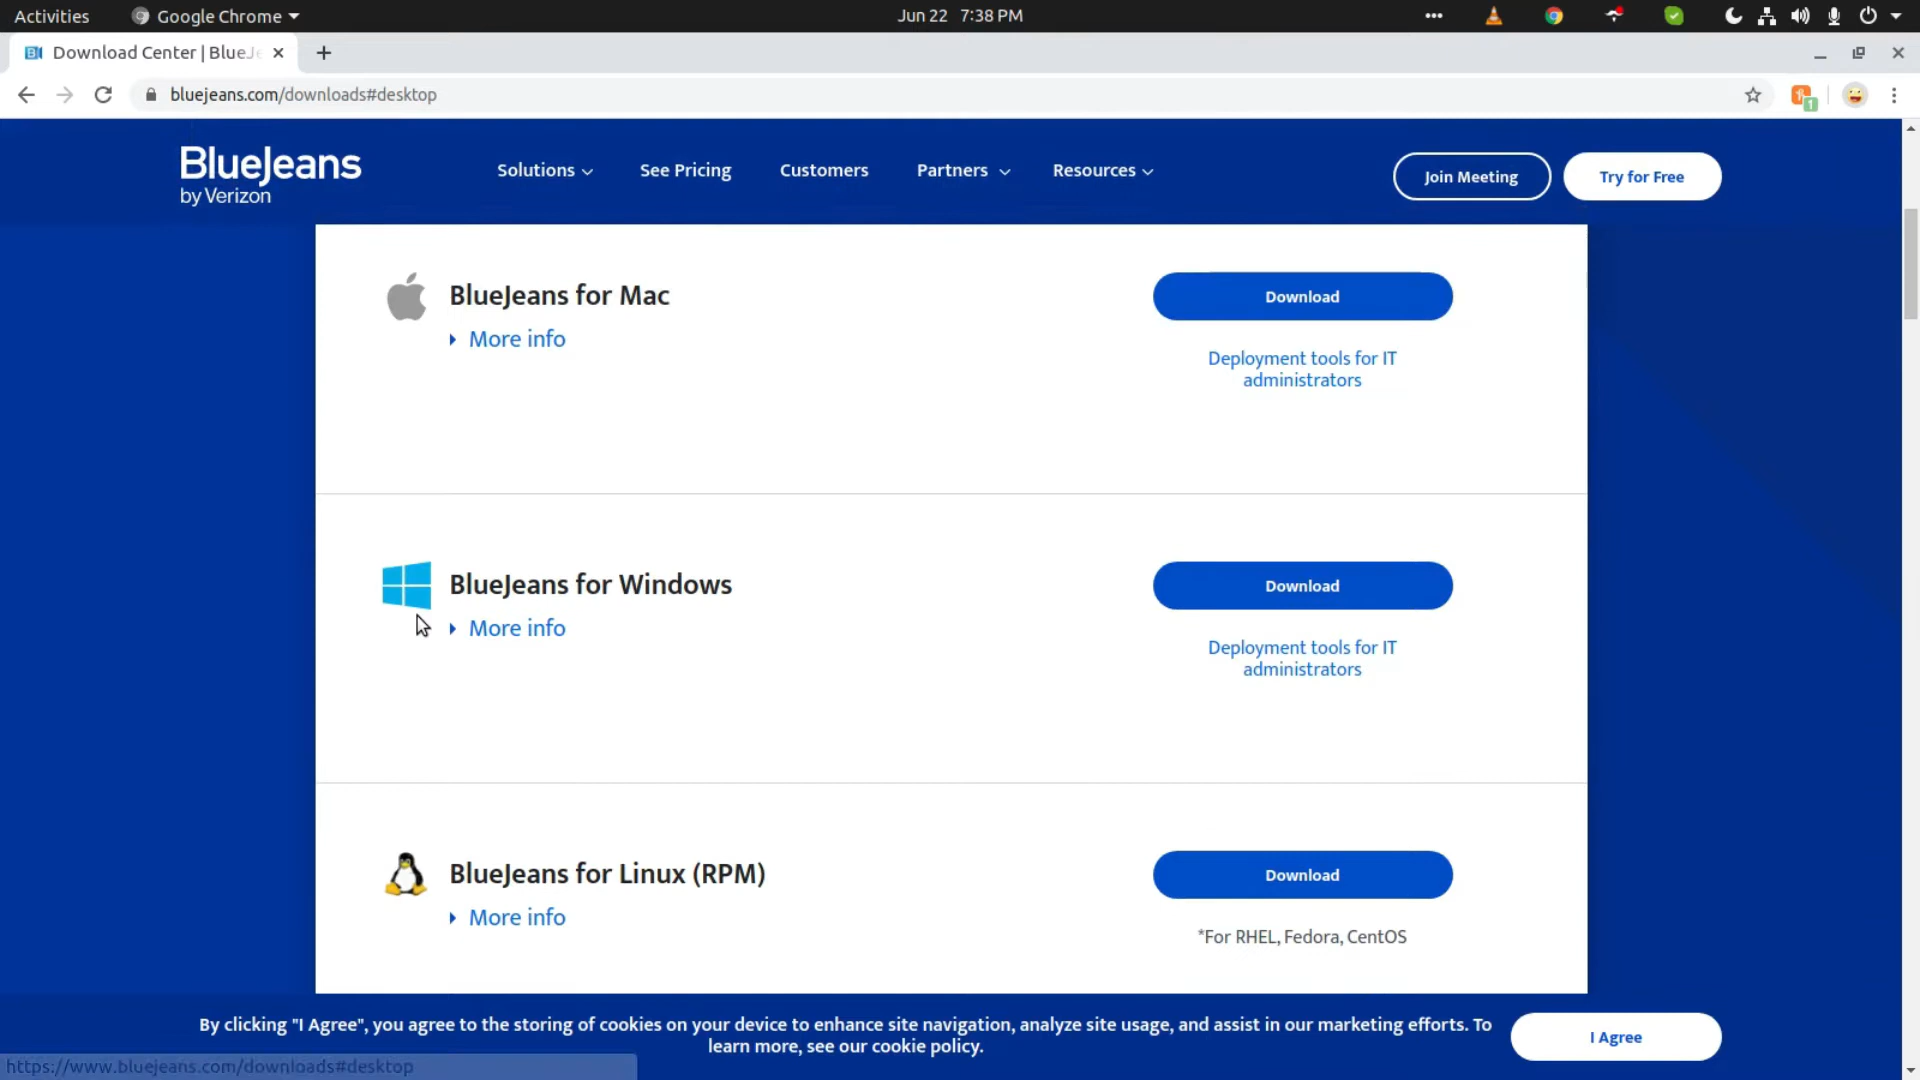 Activities
Google Chrome
Jun 22 7:38 PM
Download Center | BlueJe
bluejeans.com/downloads#desktop
1
BlueJeans
by Verizon
Solutions
See Pricing
Customers
Partners
Resources
Join Meeting
Try for Free
BlueJeans for Mac
More info
Download
Deployment tools for IT
administrators
BlueJeans for Windows
More info
Download
Deployment tools for IT
administrators
BlueJeans for Linux (RPM)
More info
Download
*For RHEL, Fedora, CentOS
By clicking "I Agree", you agree to the storing of cookies on your device to enhance site navigation, analyze site usage, and assist in our marketing efforts. To
learn more, see our cookie policy.
I Agree
https://www.bluejeans.com/downloads#desktop